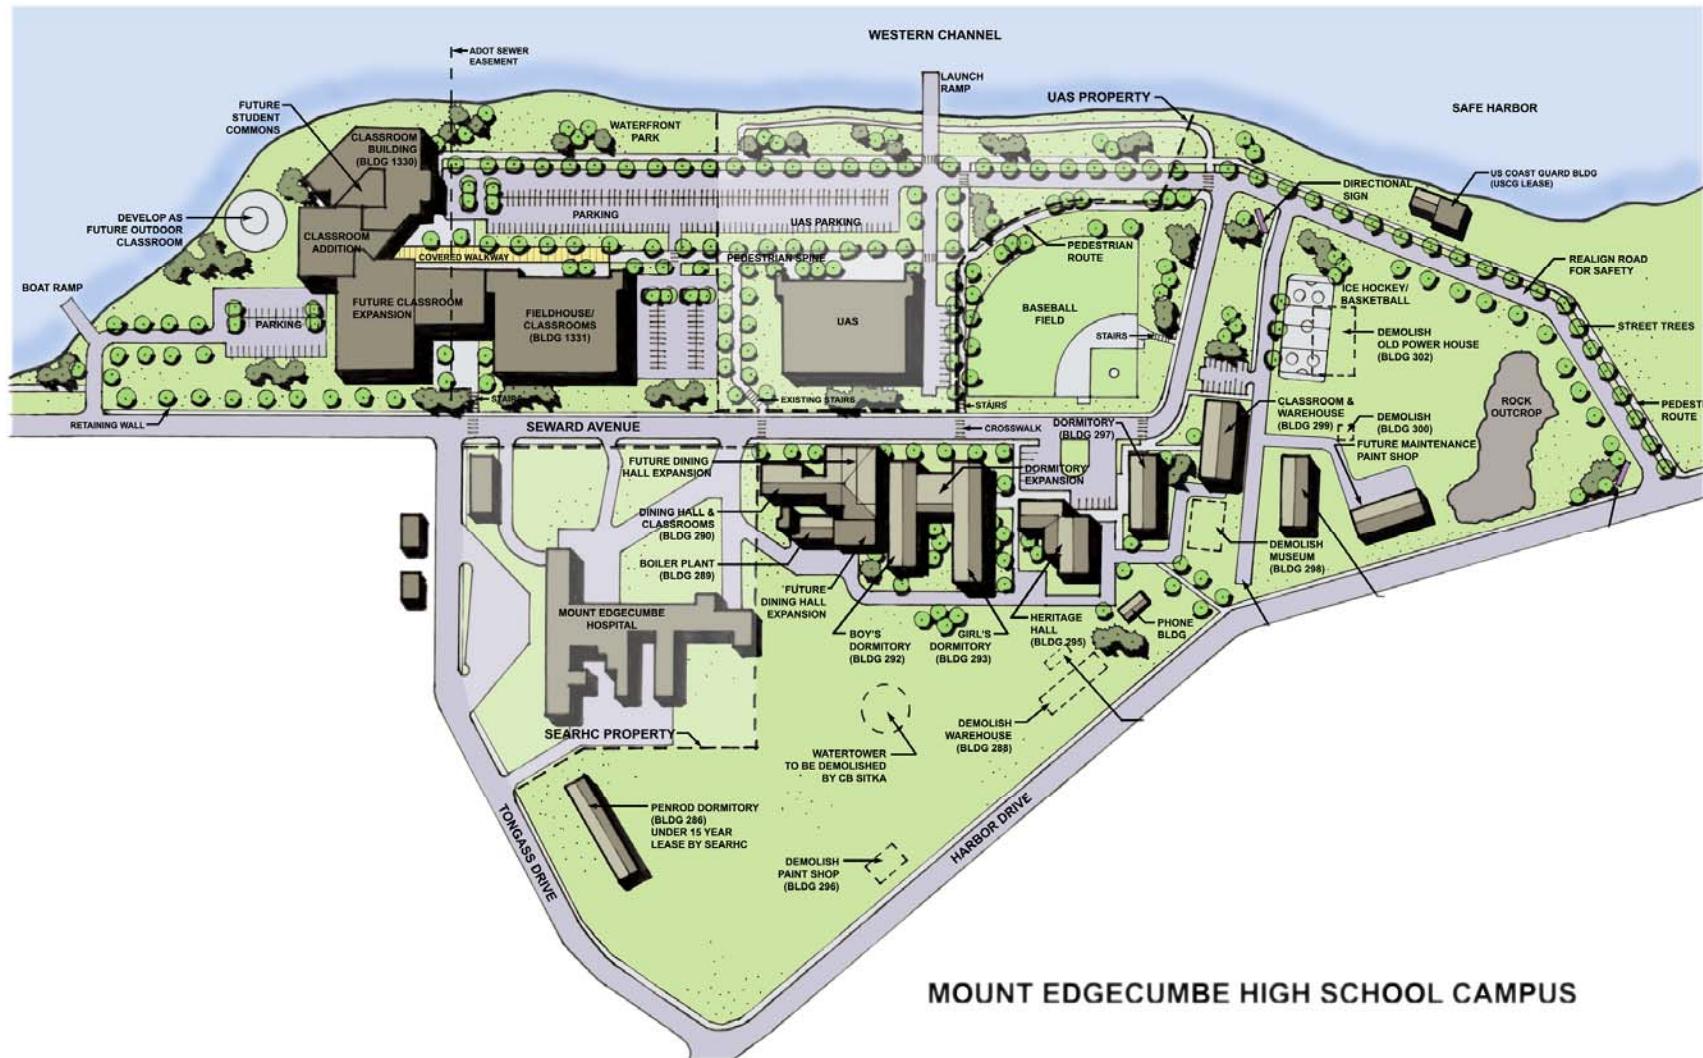 WESTERN CHANNEL
ADOT SEWER
EASEMENT
LAUNCH
RAMP
UAS PROPERTY
SAFE HARBOR
FUTURE
STUDENT
COMMONS
CLASSROOM
BUILDING
(BLDG 1330)
WATERFRONT
PARK
US COAST GUARD BLDG
(USCG LEASE)
DIRECTIONAL
SIGN
DEVELOP AS
FUTURE OUTDOOR
CLASSROOM
PARKING
UAS PARKING
CLASSROOM
ADDITION
COVERED WALKWAY
PEDESTRIAN SPINE
PEDESTRIAN
ROUTE
REALIGN ROAD
FOR SAFETY
BOAT RAMP
ICE HOCKEY/
BASKETBALL
FUTURE CLASSROOM
EXPANSION
FIELDHOUSE/
CLASSROOMS
(BLDG 1331)
UAS
BASEBALL
FIELD
PARKING
STAIRS
STREET TREES
DEMOLISH
OLD POWER HOUSE
(BLDG 302)
STAIRS
EXISTING STAIRS
STAIRS
ROCK
OUTCROP
PEDEST
ROUTE
RETAINING WALL
SEWARD AVENUE
CROSSWALK
DORMITORY
(BLDG 297)
CLASSROOM &
WAREHOUSE
(BLDG 299)
DEMOLISH
(BLDG 300)
FUTURE MAINTENANCE
PAINT SHOP
FUTURE DINING
HALL EXPANSION
DORMITORY
EXPANSION
DINING HALL &
CLASSROOMS
(BLDG 290)
BOILER PLANT
(BLDG 289)
DEMOLISH
MUSEUM
(BLDG 298)
FUTURE
DINING HALL
EXPANSION
MOUNT EDGECUMBE
HOSPITAL
BOY'S
DORMITORY
(BLDG 292)
GIRL'S
DORMITORY
(BLDG 293)
HERITAGE
HALL
(BLDG 295)
PHONE
BLDG
SEARHC PROPERTY
DEMOLISH
WAREHOUSE
(BLDG 288)
WATERTOWER
TO BE DEMOLISHED
BY CB SITKA
PENROD DORMITORY
(BLDG 286)
UNDER 15 YEAR
LEASE BY SEARHC
TONGASS DRIVE
HARBOR DRIVE
DEMOLISH
PAINT SHOP
(BLDG 296)
MOUNT EDGECUMBE HIGH SCHOOL CAMPUS